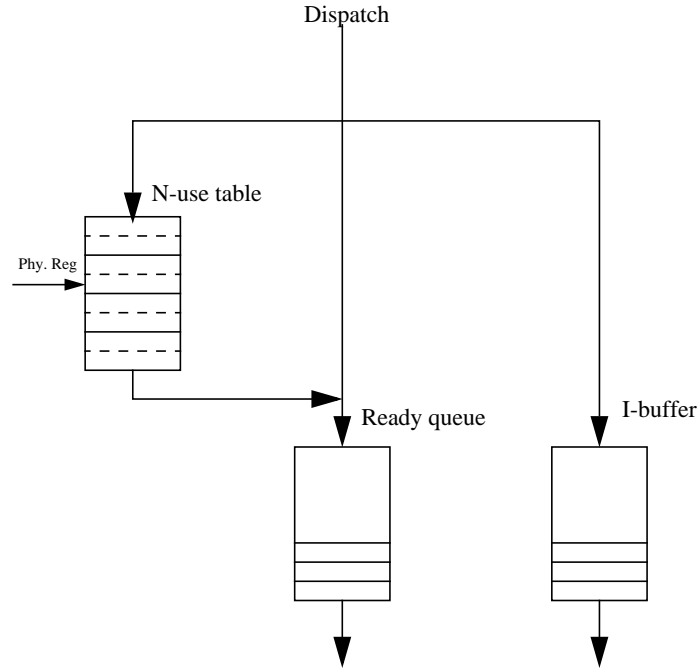 Dispatch
N-use table
Phy. Reg
Ready queue
I-buffer